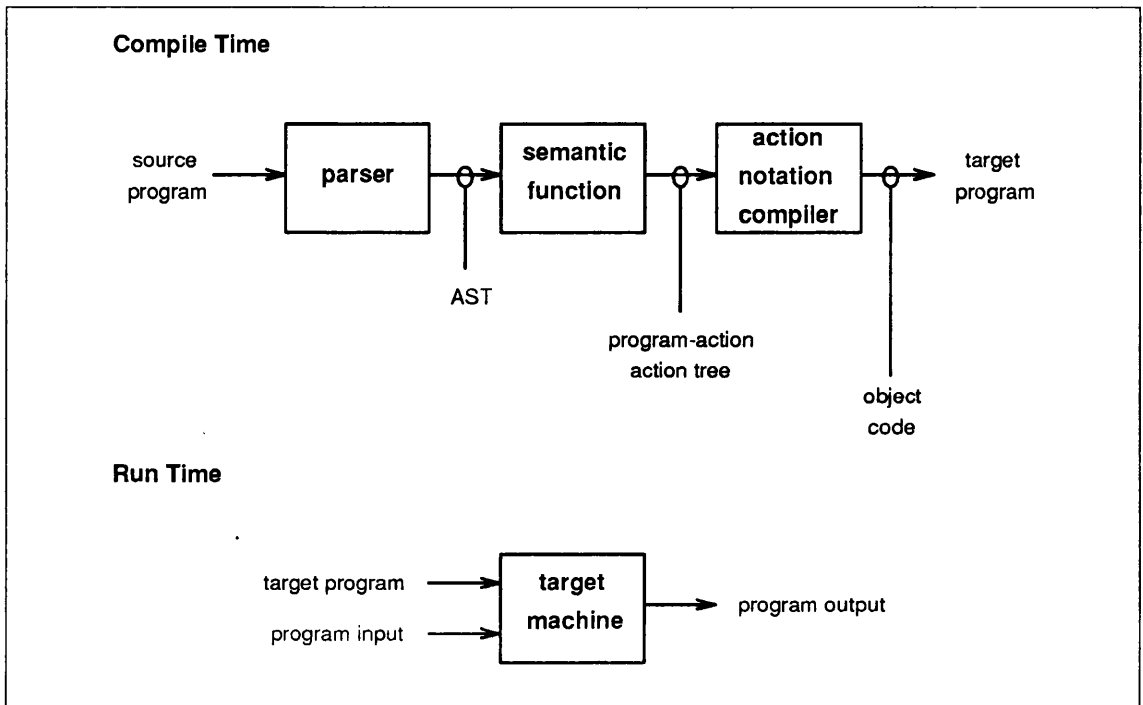 Compile Time
source
program
parser
semantic
function
action
notation
compiler
target
program
AST
program-action
action tree
object
code
Run Time
target program
program input
target
machine
program output